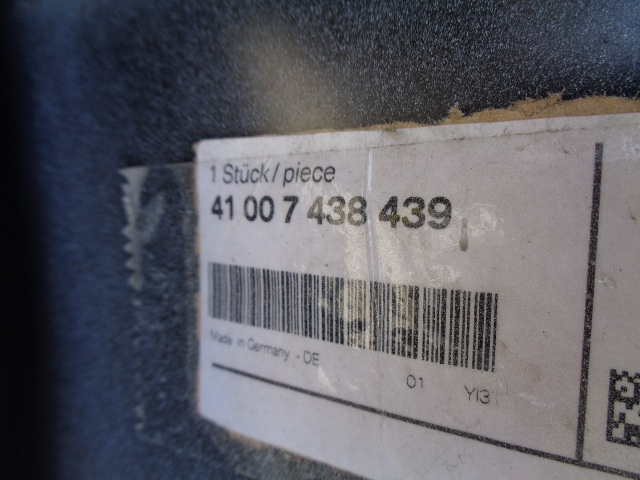 1 Stück / piece
41 00 7 438 439
Made in Germany - DE
01 YI3